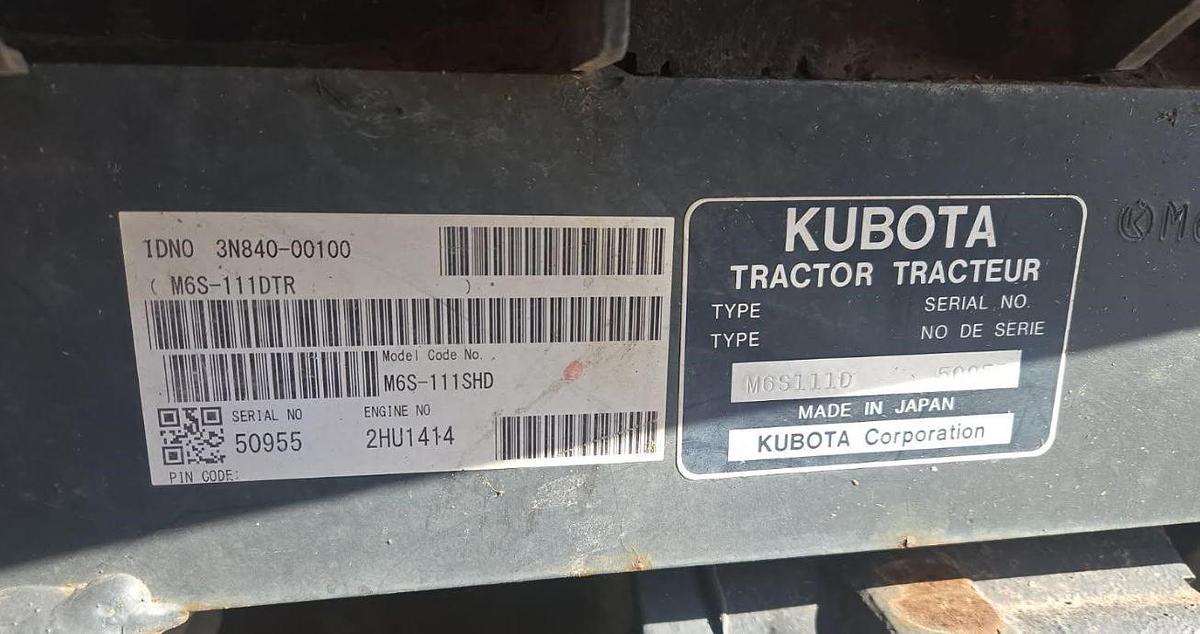 IDNO 3N840-00100
( M6S-111DTR )
Model Code No.
M6S-111SHD
SERIAL NO
50955
ENGINE NO
2HU1414
PIN CODE:
KUBOTA
TRACTOR TRACTEUR
TYPE SERIAL NO.
TYPE NO DE SERIE
M6S111D
MADE IN JAPAN
KUBOTA Corporation